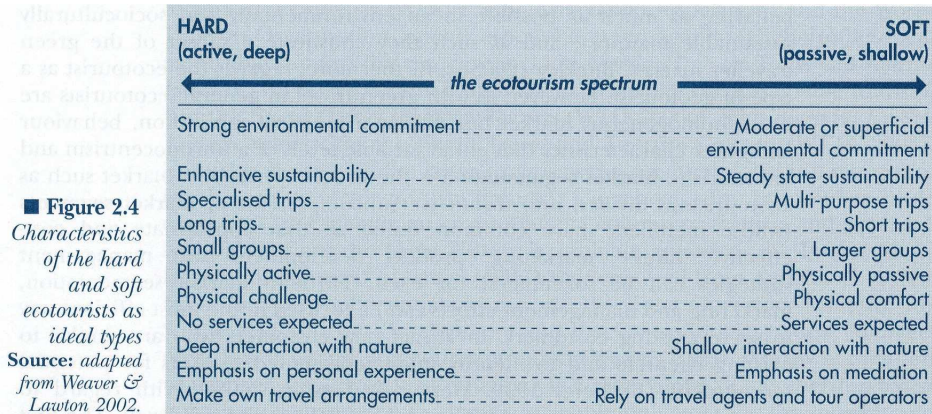 HARD
(active, deep)
SOFT
(passive, shallow)
the ecotourism spectrum
Strong environmental commitment
Moderate or superficial
environmental commitment
Enhancive sustainability Steady state sustainability
Specialised trips Multi-purpose trips
Long trips Short trips
Small groups Larger groups
Physically active Physically passive
Physical challenge Physical comfort
No services expected Services expected
Deep interaction with nature Shallow interaction with nature
Emphasis on personal experience Emphasis on mediation
Make own travel arrangements Rely on travel agents and tour operators
■ Figure 2.4
Characteristics
of the hard
and soft
ecotourists as
ideal types
Source: adapted
from Weaver &
Lawton 2002.